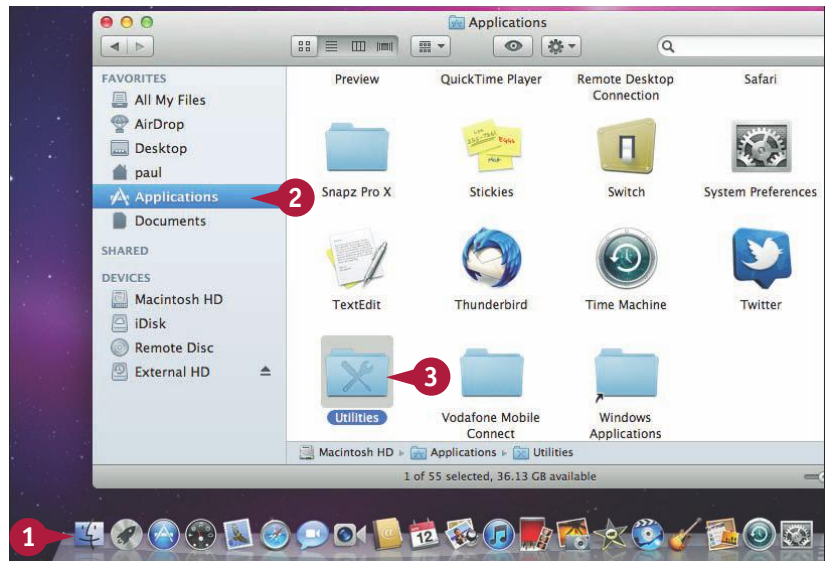 Applications
FAVORITES
All My Files
AirDrop
Desktop
paul
Applications
2
Documents
SHARED
DEVICES
Macintosh HD
iDisk
Remote Disc
External HD
Preview
QuickTime Player
Remote Desktop
Connection
Safari
Snapz Pro X
Stickies
Switch
System Preferences
TextEdit
Thunderbird
Time Machine
Twitter
3
Utilities
Vodafone Mobile
Connect
Windows
Applications
Macintosh HD
Applications
Utilities
1 of 55 selected, 36.13 GB available
1
12